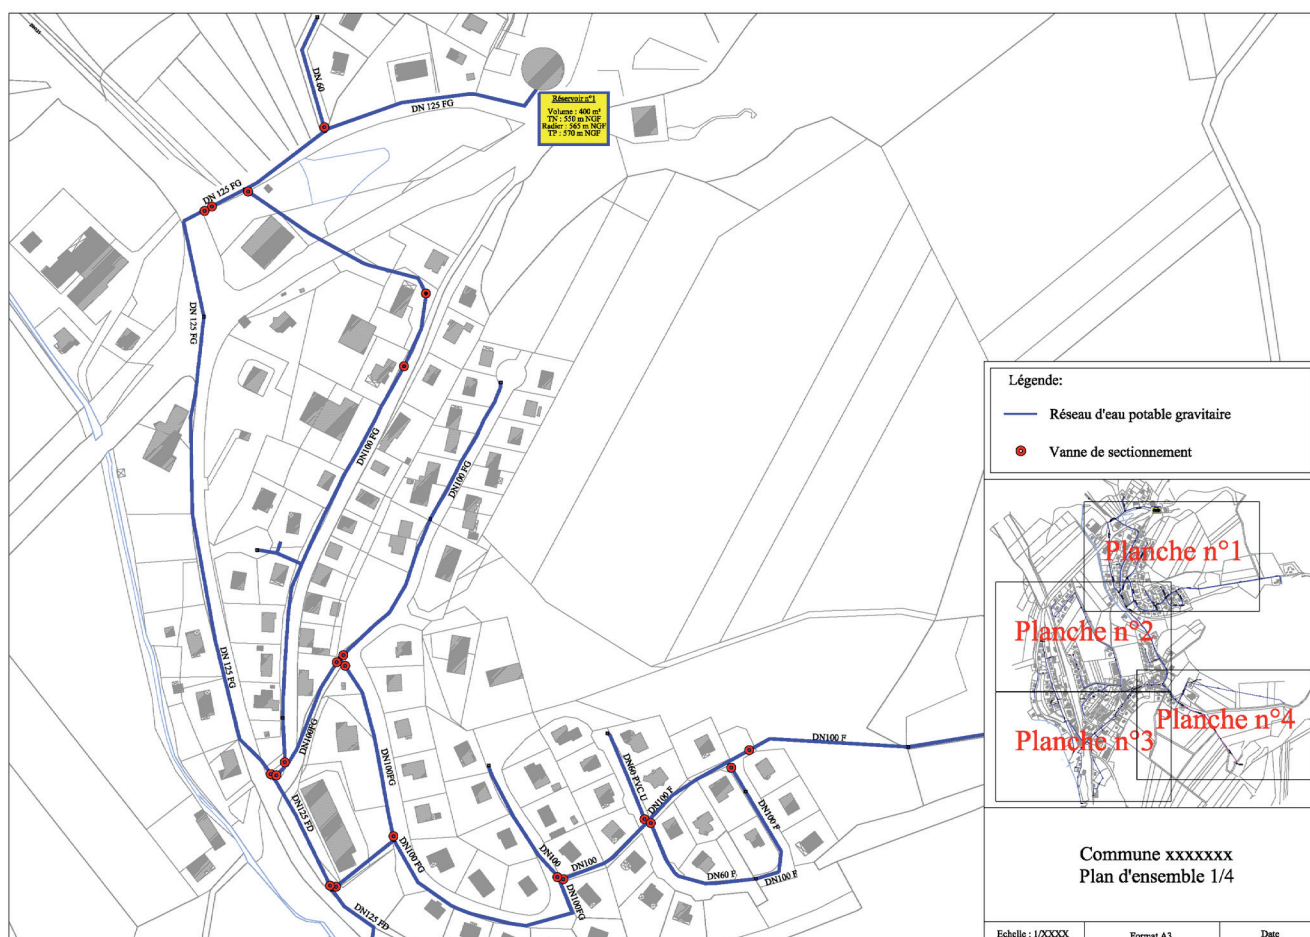 DN 60
DN 125 FG
Réservoir n°1
Volume : 400 m³
TN : 550 m NGF
Radier : 565 m NGF
TP : 570 m NGF
DN 125 FG
DN 125 FG
DN100 FG
DN100 FG
DN 125 FG
DN100FG
DN100FG
DN125 FD
DN100 FG
DN125 FD
DN100
DN100
DN100FG
DN60 PVC U
DN100 F
DN100 F
DN100 F
DN60 F
DN100 F
Légende:
Réseau d'eau potable gravitaire
Vanne de sectionnement
Planche n°1
Planche n°2
Planche n°3
Planche n°4
Commune xxxxxxx
Plan d'ensemble 1/4
Echelle : 1/XXXX
Format A3
Date